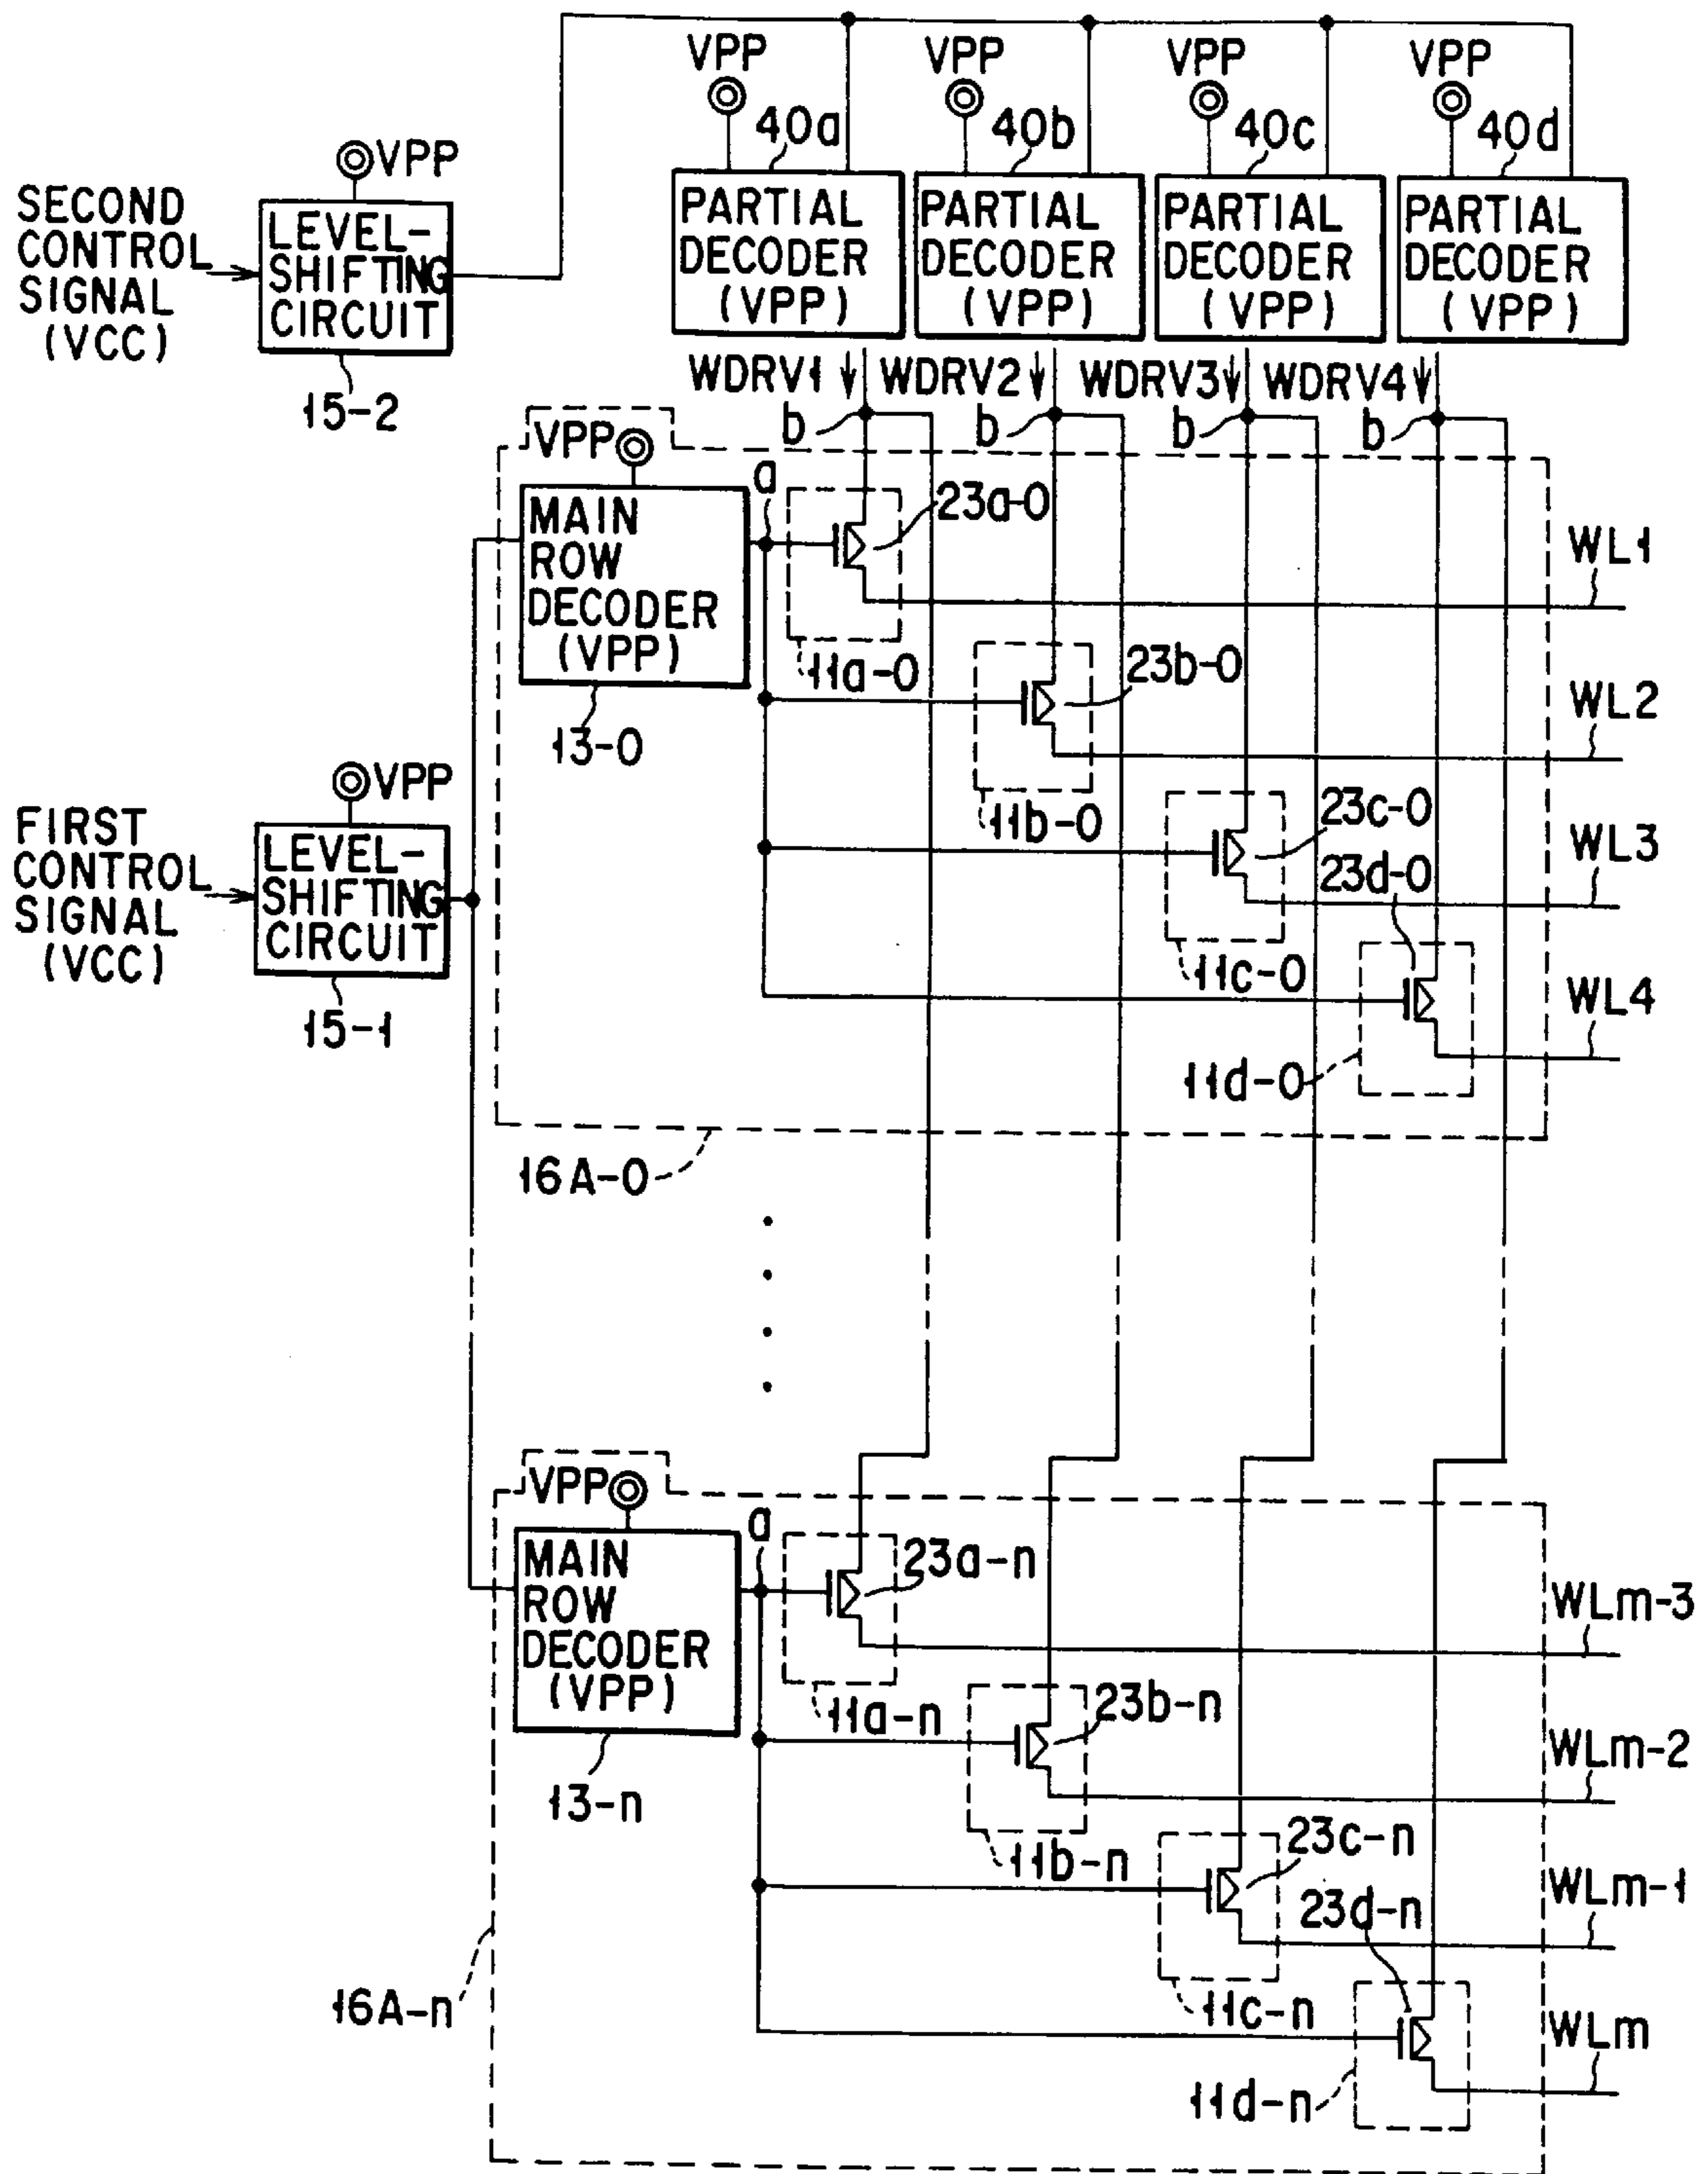 VPP
VPP
VPP
VPP
40a
40b
40c
40d
VPP
SECOND
CONTROL
SIGNAL
(VCC)
LEVEL-
SHIFTING
CIRCUIT
15-2
PARTIAL
DECODER
(VPP)
PARTIAL
DECODER
(VPP)
PARTIAL
DECODER
(VPP)
PARTIAL
DECODER
(VPP)
WDRV1
WDRV2
WDRV3
WDRV4
b
b
b
b
VPP
a
MAIN
ROW
DECODER
(VPP)
13-0
23a-0
11a-0
WL1
23b-0
11b-0
WL2
VPP
FIRST
CONTROL
SIGNAL
(VCC)
LEVEL-
SHIFTING
CIRCUIT
15-1
23c-0
11c-0
WL3
23d-0
11d-0
WL4
16A-0
VPP
a
MAIN
ROW
DECODER
(VPP)
13-n
23a-n
11a-n
WLm-3
23b-n
11b-n
WLm-2
23c-n
11c-n
WLm-1
23d-n
11d-n
WLm
16A-n